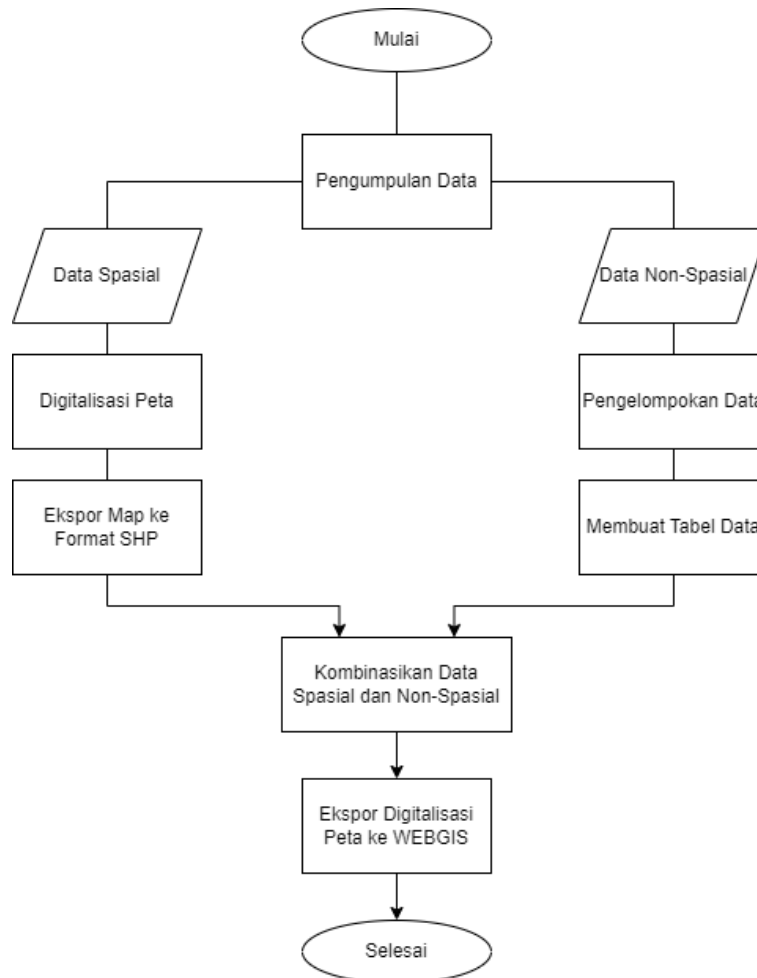 Mulai
Pengumpulan Data
Data Spasial
Data Non-Spasial
Digitalisasi Peta
Pengelompokan Data
Ekspor Map ke
Format SHP
Membuat Tabel Data
Kombinasikan Data
Spasial dan Non-Spasial
Ekspor Digitalisasi
Peta ke WEBGIS
Selesai